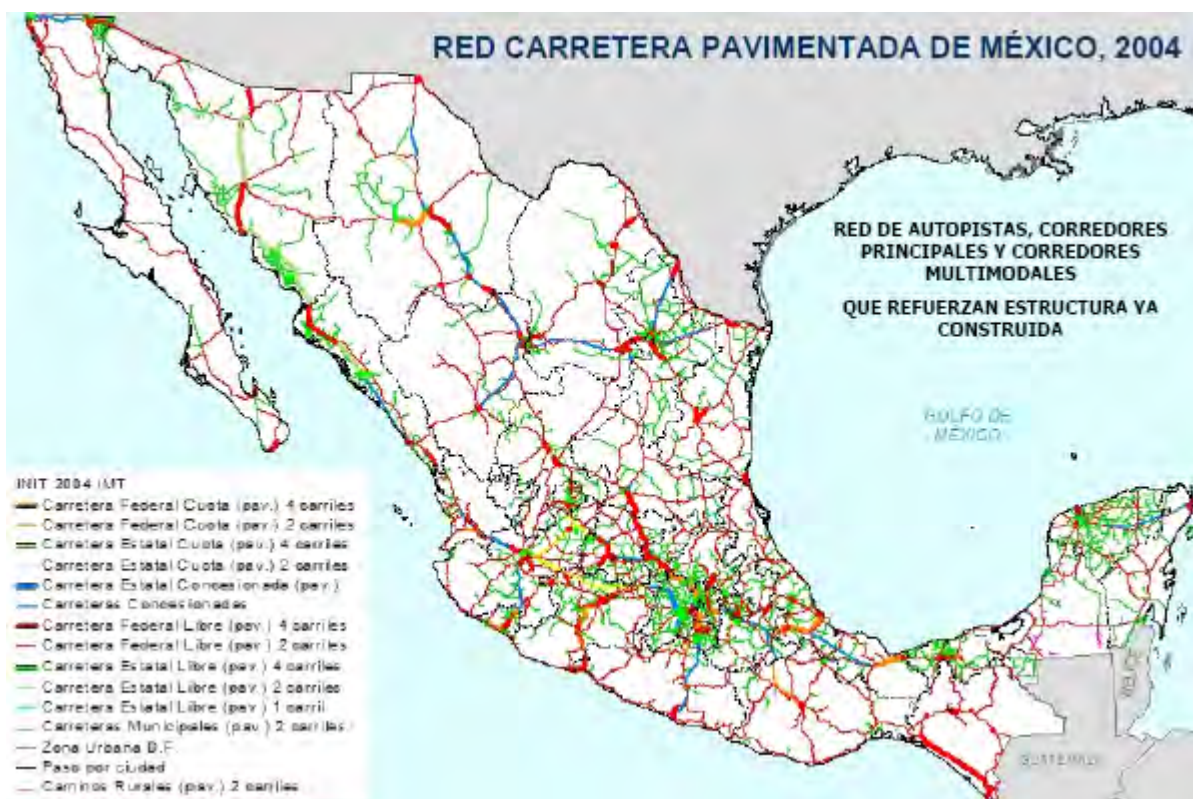 RED CARRETERA PAVIMENTADA DE MÉXICO, 2004
RED DE AUTOPISTAS, CORREDORES
PRINCIPALES Y CORREDORES
MULTIMODALES
QUE REFUERZAN ESTRUCTURA YA
CONSTRUIDA
GOLFO DE
MÉXICO
BELICE
GUATEMALA
INIT 2004 IMT
Carretera Federal Cuota (pav.) 4 carriles
Carretera Federal Cuota (pav.) 2 carriles
Carretera Estatal Cuota (pav.) 4 carriles
Carretera Estatal Cuota (pav.) 2 carriles
Carretera Estatal Concesionada (pav.)
Carreteras Concesionadas
Carretera Federal Libre (pav.) 4 carriles
Carretera Federal Libre (pav.) 2 carriles
Carretera Estatal Libre (pav.) 4 carriles
Carretera Estatal Libre (pav.) 2 carriles
Carretera Estatal Libre (pav.) 1 carril
Carreteras Municipales (pav.) 2 carriles
Zona Urbana D.F.
Paso por ciudad
Caminos Rurales (pav.) 2 carriles